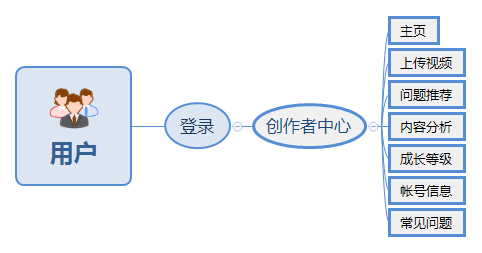 用户
登录
创作者中心
主页
上传视频
问题推荐
内容分析
成长等级
帐号信息
常见问题